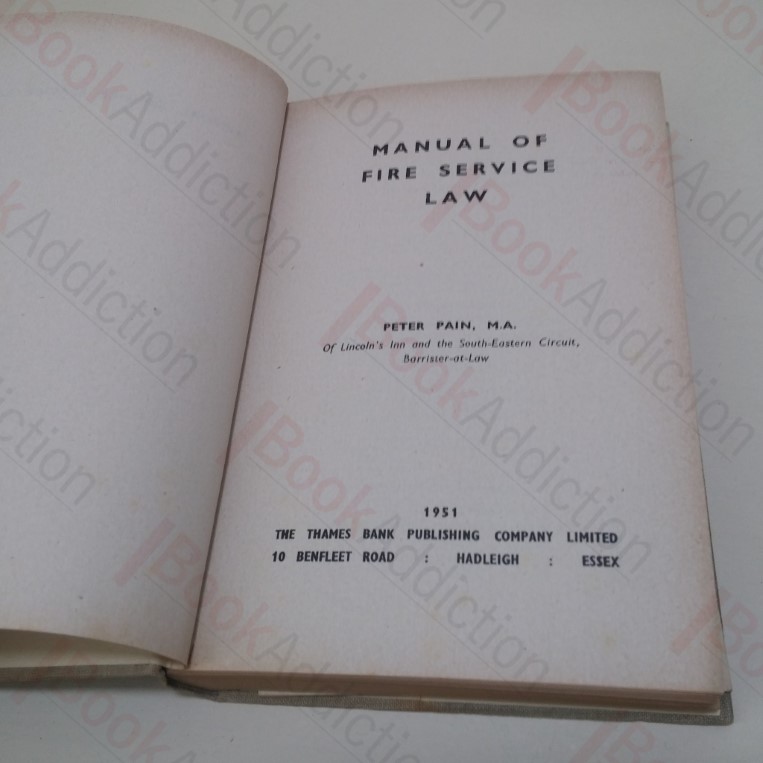 MANUAL OF
FIRE SERVICE
LAW
PETER PAIN, M.A.
Of Lincoln's Inn and the South-Eastern Circuit,
Barrister-at-Law
1951
THE THAMES BANK PUBLISHING COMPANY LIMITED
10 BENFLEET ROAD : HADLEIGH : ESSEX
BookAddiction